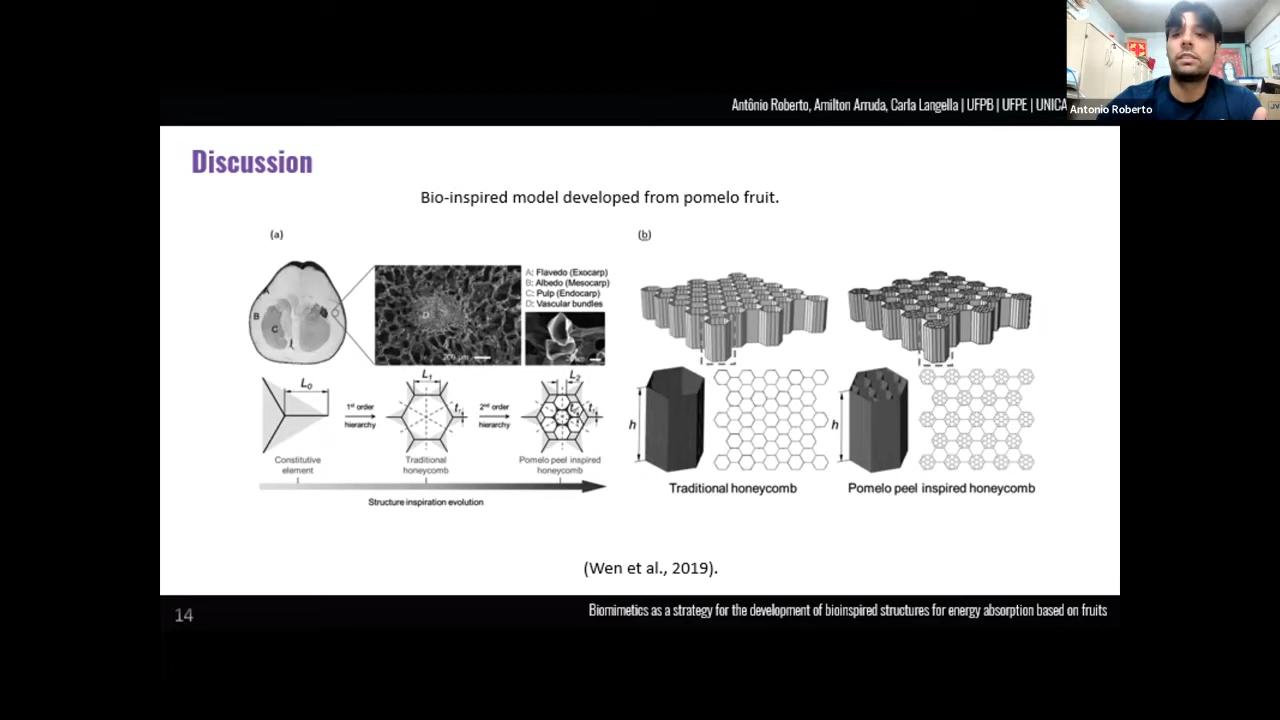 Antônio Roberto, Amilton Arruda, Carla Langella | UFPB | UFPE | UNICA
Antonio Roberto
Discussion
Bio-inspired model developed from pomelo fruit.
(a)
(b)
A: Flavedo (Exocarp)
B: Albedo (Mesocarp)
C: Pulp (Endocarp)
D: Vascular bundles
B
C
D
200 μm
L₀
L₁
L₂
1st order
hierarchy
2nd order
hierarchy
Constitutive
element
Traditional
honeycomb
Pomelo peel inspired
honeycomb
Structure inspiration evolution
h
h
Traditional honeycomb
Pomelo peel inspired honeycomb
(Wen et al., 2019).
14
Biomimetics as a strategy for the development of bioinspired structures for energy absorption based on fruits